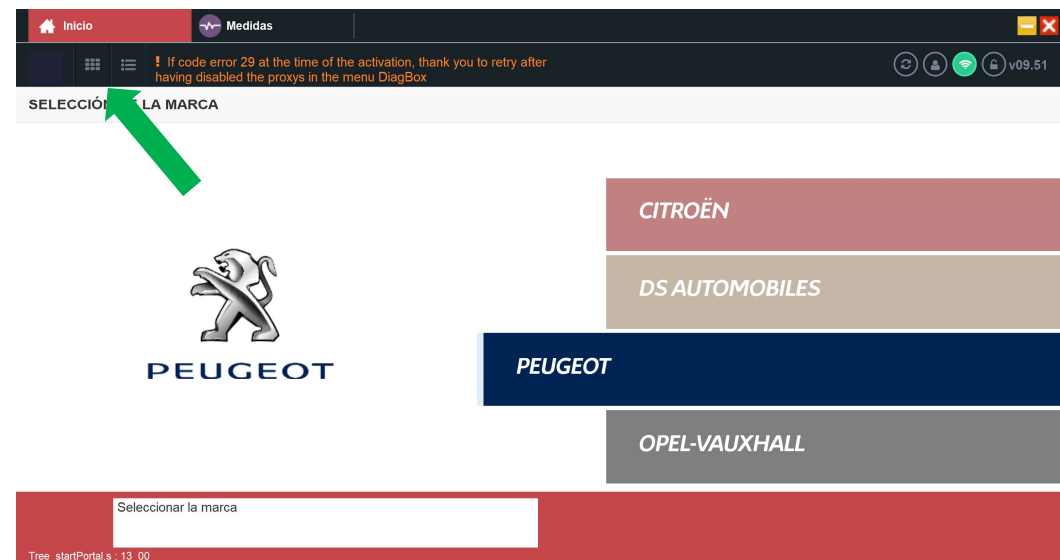 Inicio
Medidas
! If code error 29 at the time of the activation, thank you to retry after
having disabled the proxys in the menu DiagBox
v09.51
SELECCIÓN LA MARCA
CITROËN
DS AUTOMOBILES
PEUGEOT
PEUGEOT
OPEL-VAUXHALL
Seleccionar la marca
Tree_startPortal.s : 13_00